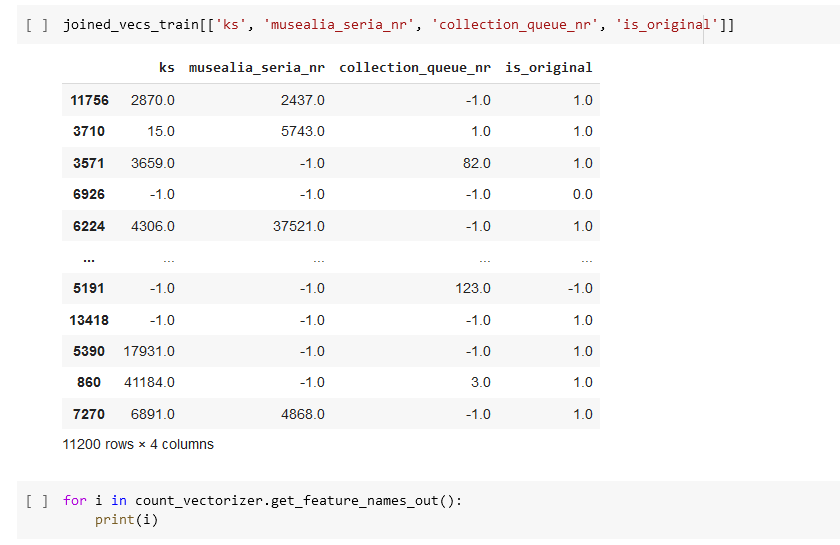 [ ] joined_vecs_train[['ks', 'musealia_seria_nr', 'collection_queue_nr', 'is_original']]
ks musealia_seria_nr collection_queue_nr is_original
11756 2870.0 2437.0 -1.0 1.0
3710 15.0 5743.0 1.0 1.0
3571 3659.0 -1.0 82.0 1.0
6926 -1.0 -1.0 -1.0 0.0
6224 4306.0 37521.0 -1.0 1.0
... ... ... ... ...
5191 -1.0 -1.0 123.0 -1.0
13418 -1.0 -1.0 -1.0 1.0
5390 17931.0 -1.0 -1.0 1.0
860 41184.0 -1.0 3.0 1.0
7270 6891.0 4868.0 -1.0 1.0
11200 rows × 4 columns
[ ] for i in count_vectorizer.get_feature_names_out():
print(i)